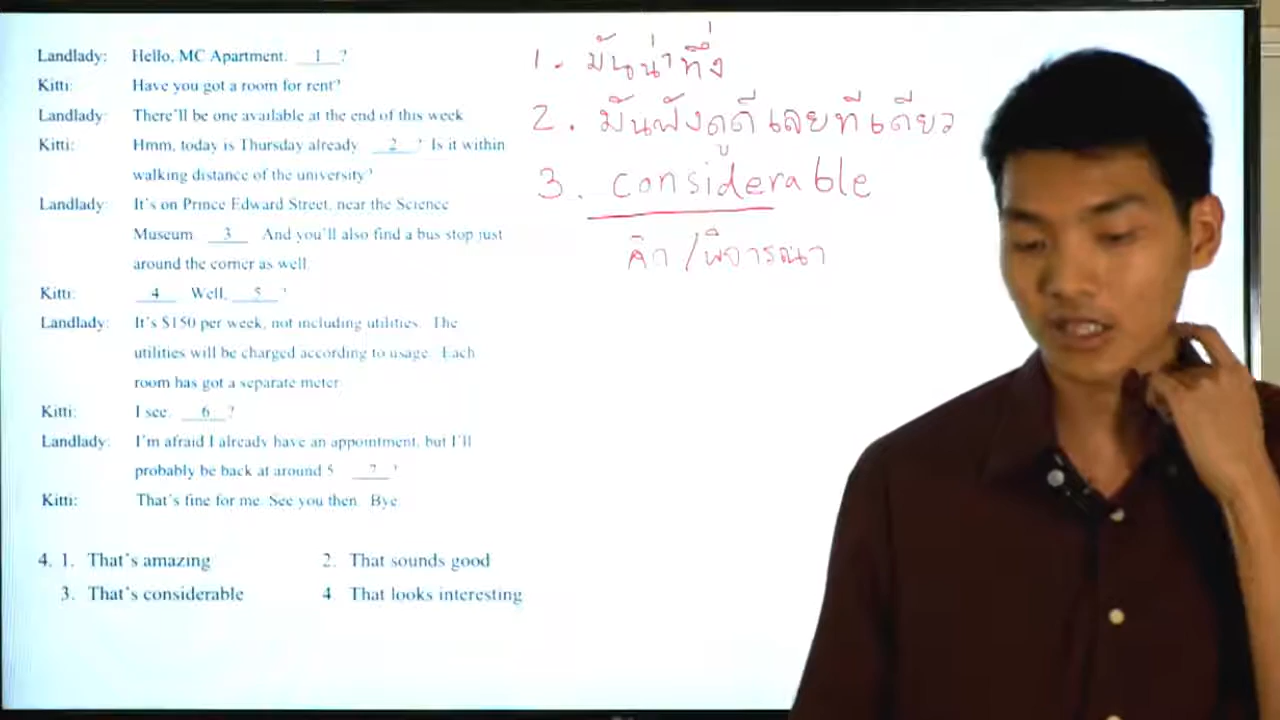 Landlady: Hello, MC Apartment. 1 ?
Kitti: Have you got a room for rent?
Landlady: There'll be one available at the end of this week
Kitti: Hmm, today is Thursday already 2 ? Is it within
walking distance of the university?
Landlady: It's on Prince Edward Street, near the Science
Museum 3 And you'll also find a bus stop just
around the corner as well.
Kitti: 4 Well, 5 ?
Landlady: It's $150 per week, not including utilities. The
utilities will be charged according to usage. Each
room has got a separate meter
Kitti: I see. 6 ?
Landlady: I'm afraid I already have an appointment, but I'll
probably be back at around 5 7 ?
Kitti: That's fine for me. See you then. Bye
4. 1. That's amazing 2. That sounds good
3. That's considerable 4 That looks interesting
1. มันน่าทึ่ง
2. มันฟังดูดีเลยทีเดียว
3. considerable
คิด / พิจารณา